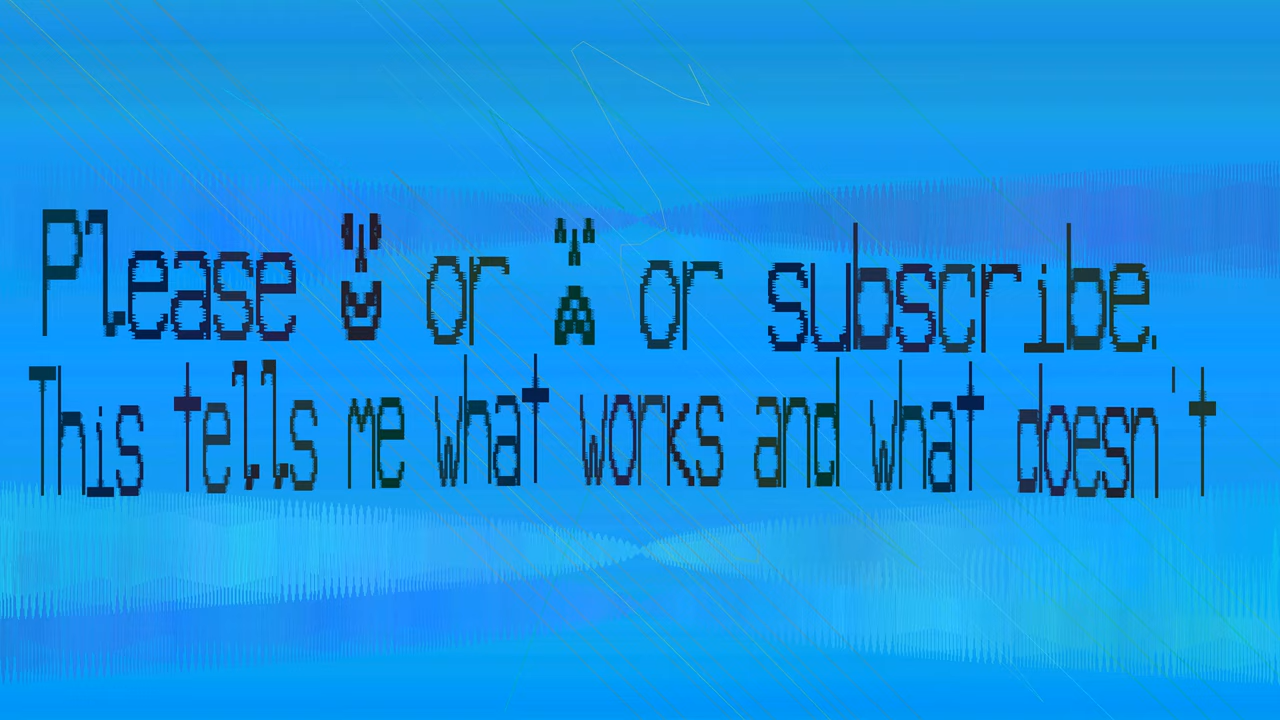 Please or or subscribe.
This tells me what works and what doesn't